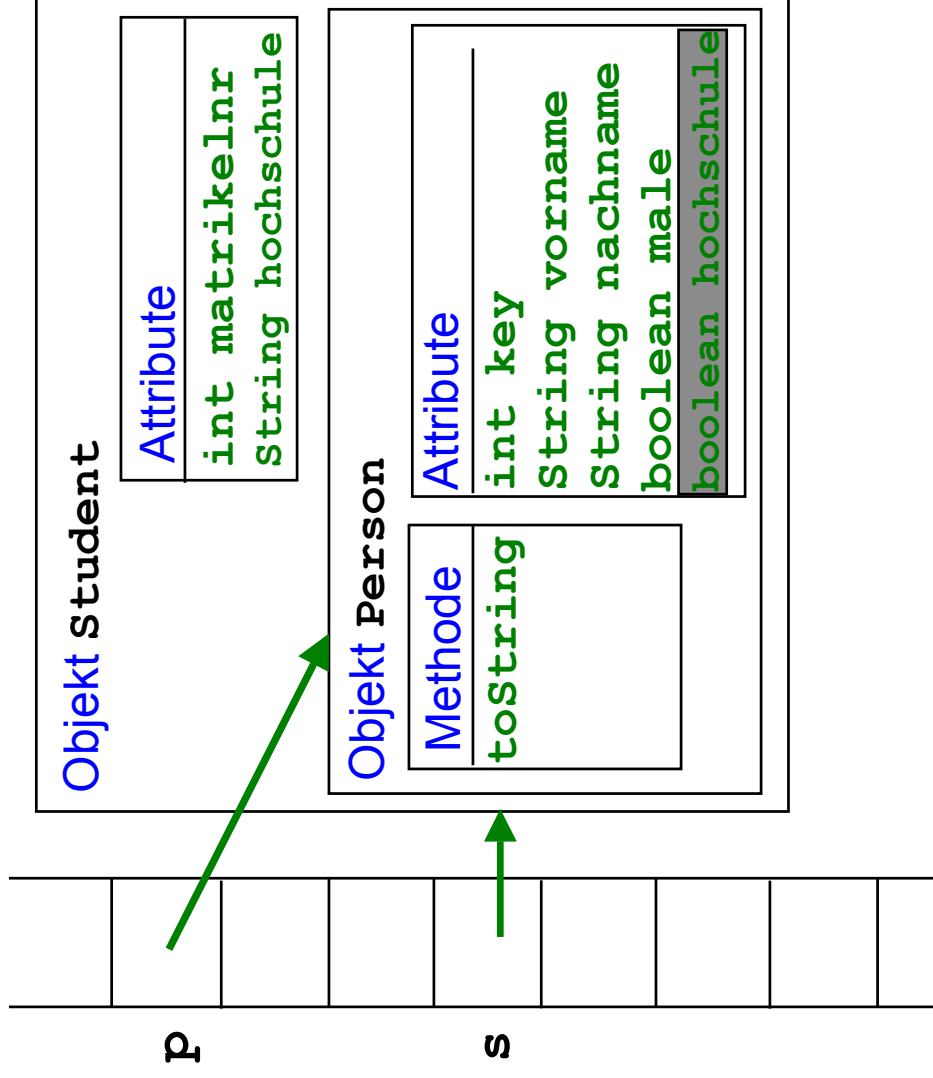 Objekt Student
Attribute
int matrikelnr
String hochschule
Objekt Person
Methode
toString
Attribute
int key
String vorname
String nachname
boolean male
boolean hochschule
p
s